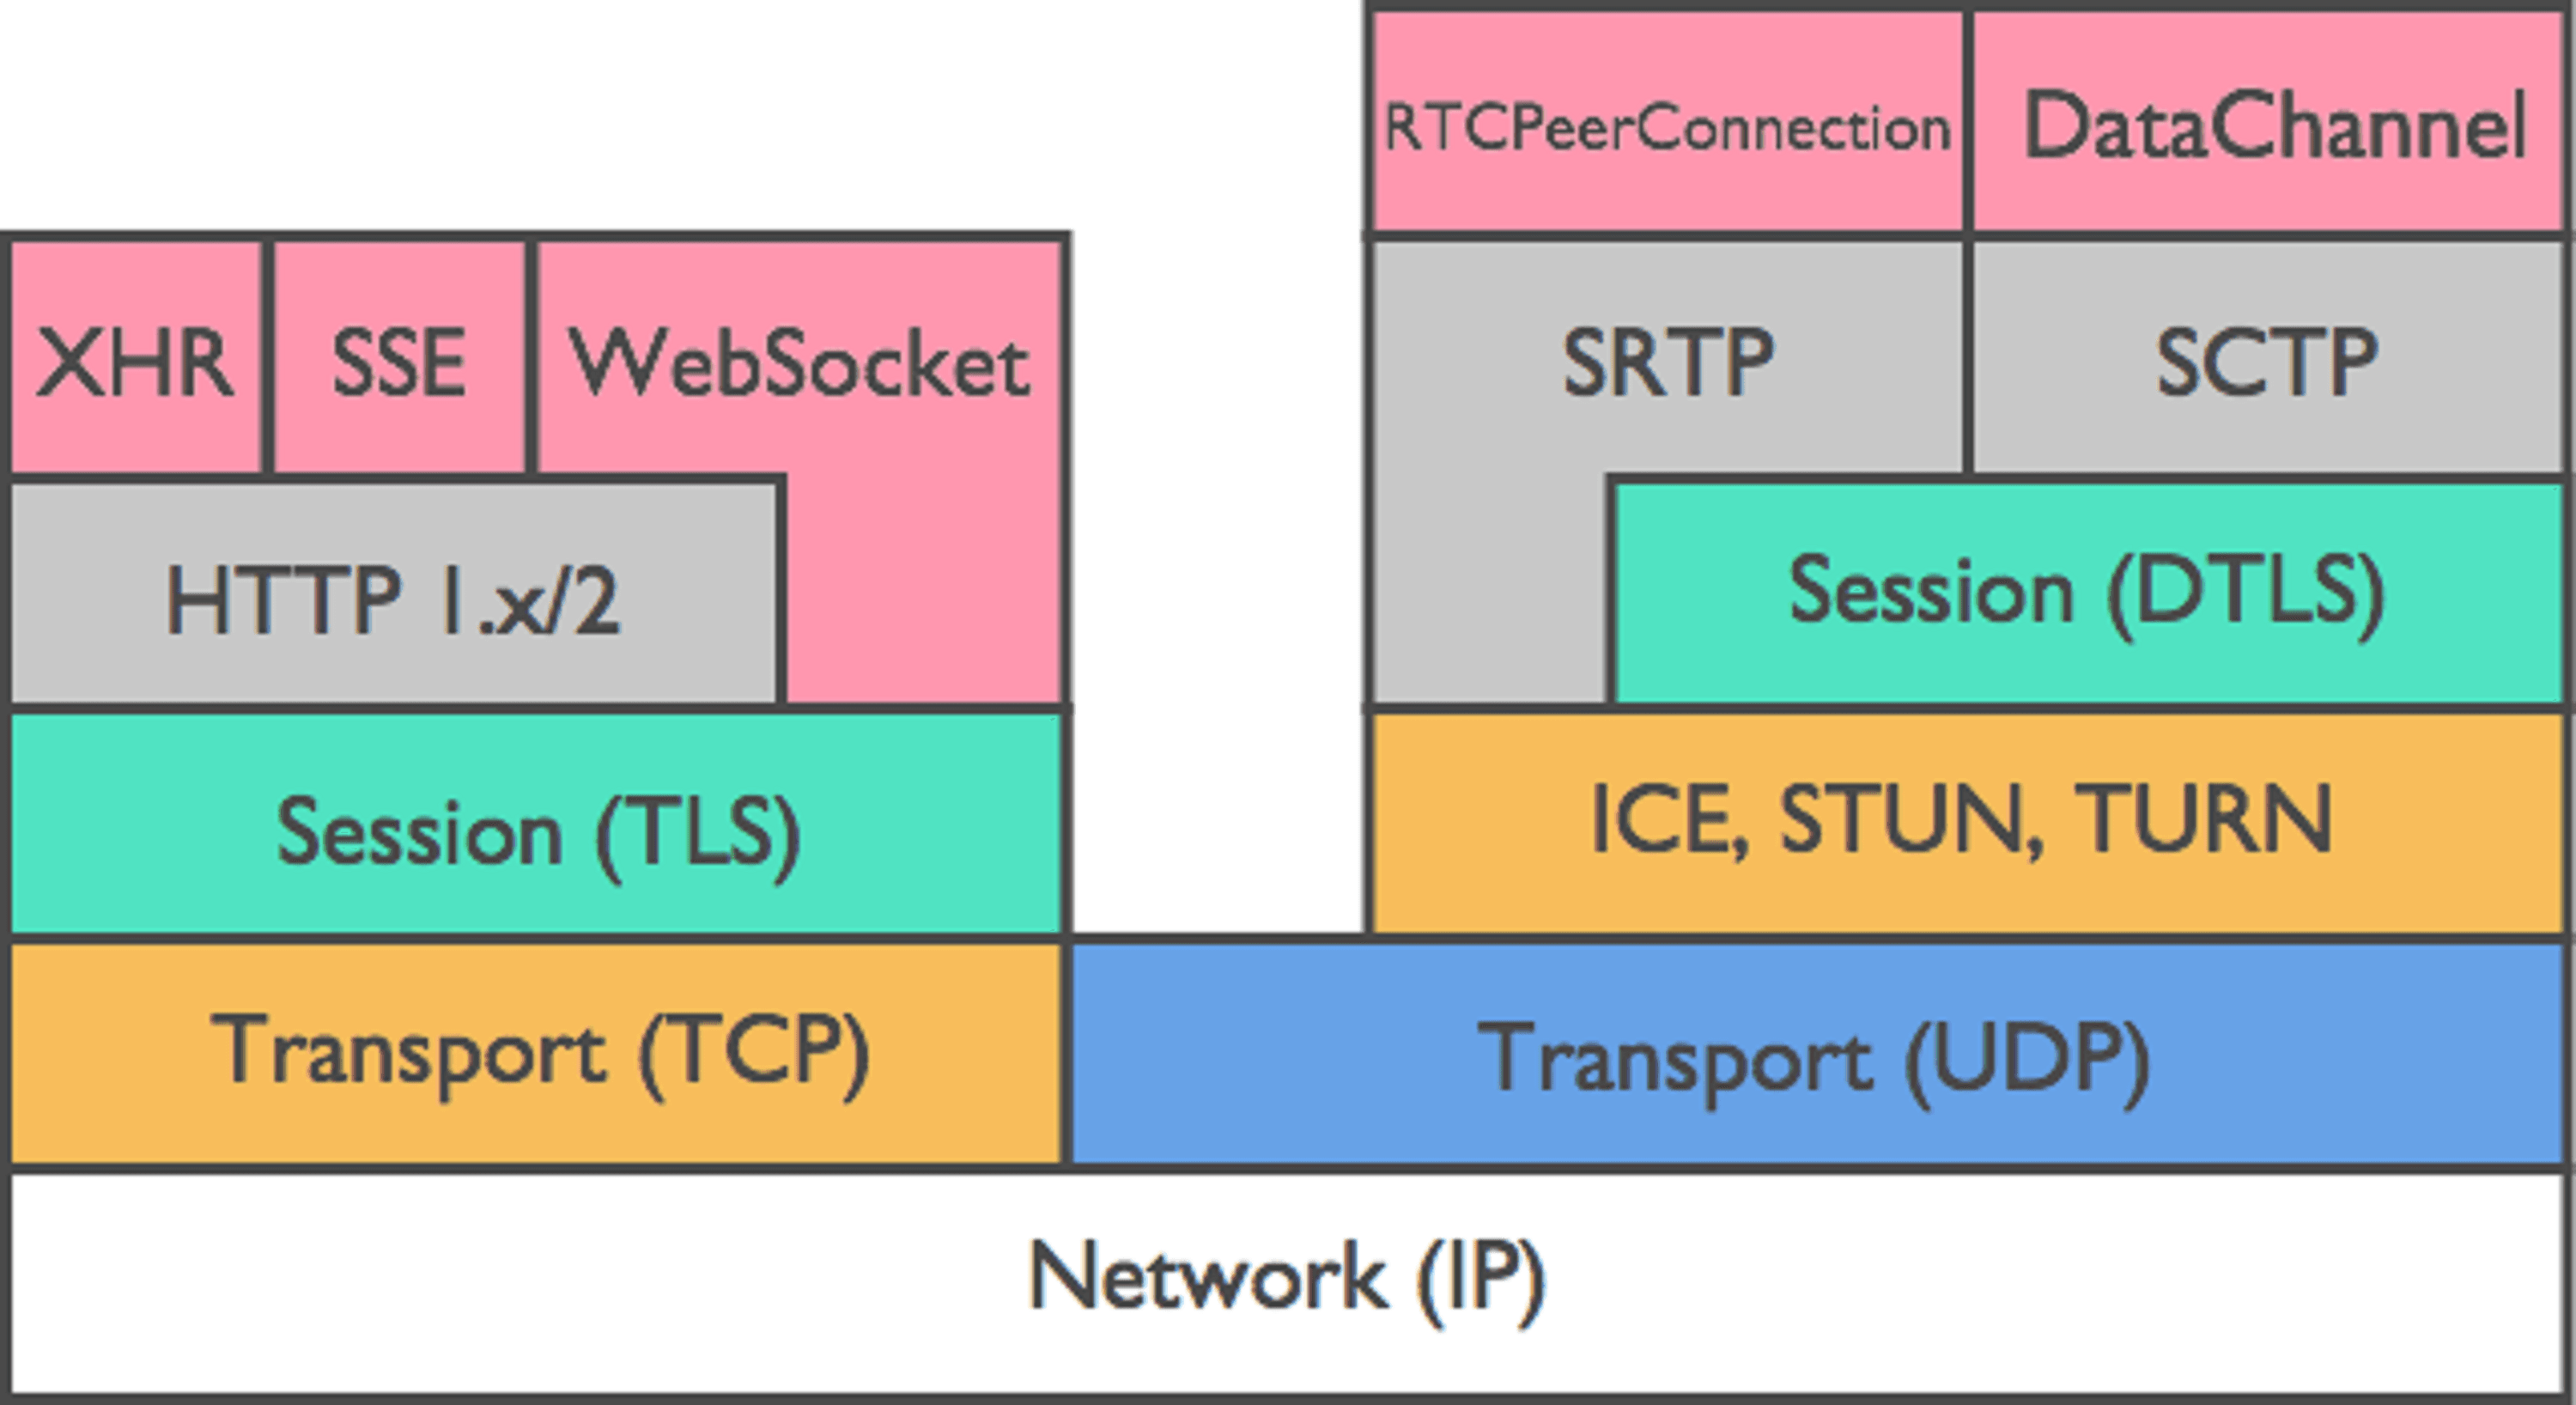 RTCPeerConnection
DataChannel
XHR
SSE
WebSocket
SRTP
SCTP
HTTP 1.x/2
Session (DTLS)
Session (TLS)
ICE, STUN, TURN
Transport (TCP)
Transport (UDP)
Network (IP)